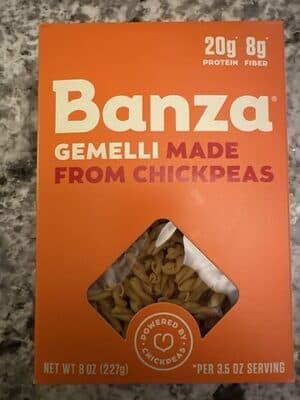 20g* 8g*
PROTEIN FIBER
Banza®
GEMELLI MADE
FROM CHICKPEAS
POWERED BY
CHICKPEAS
NET WT 8 OZ (227g)
*PER 3.5 OZ SERVING